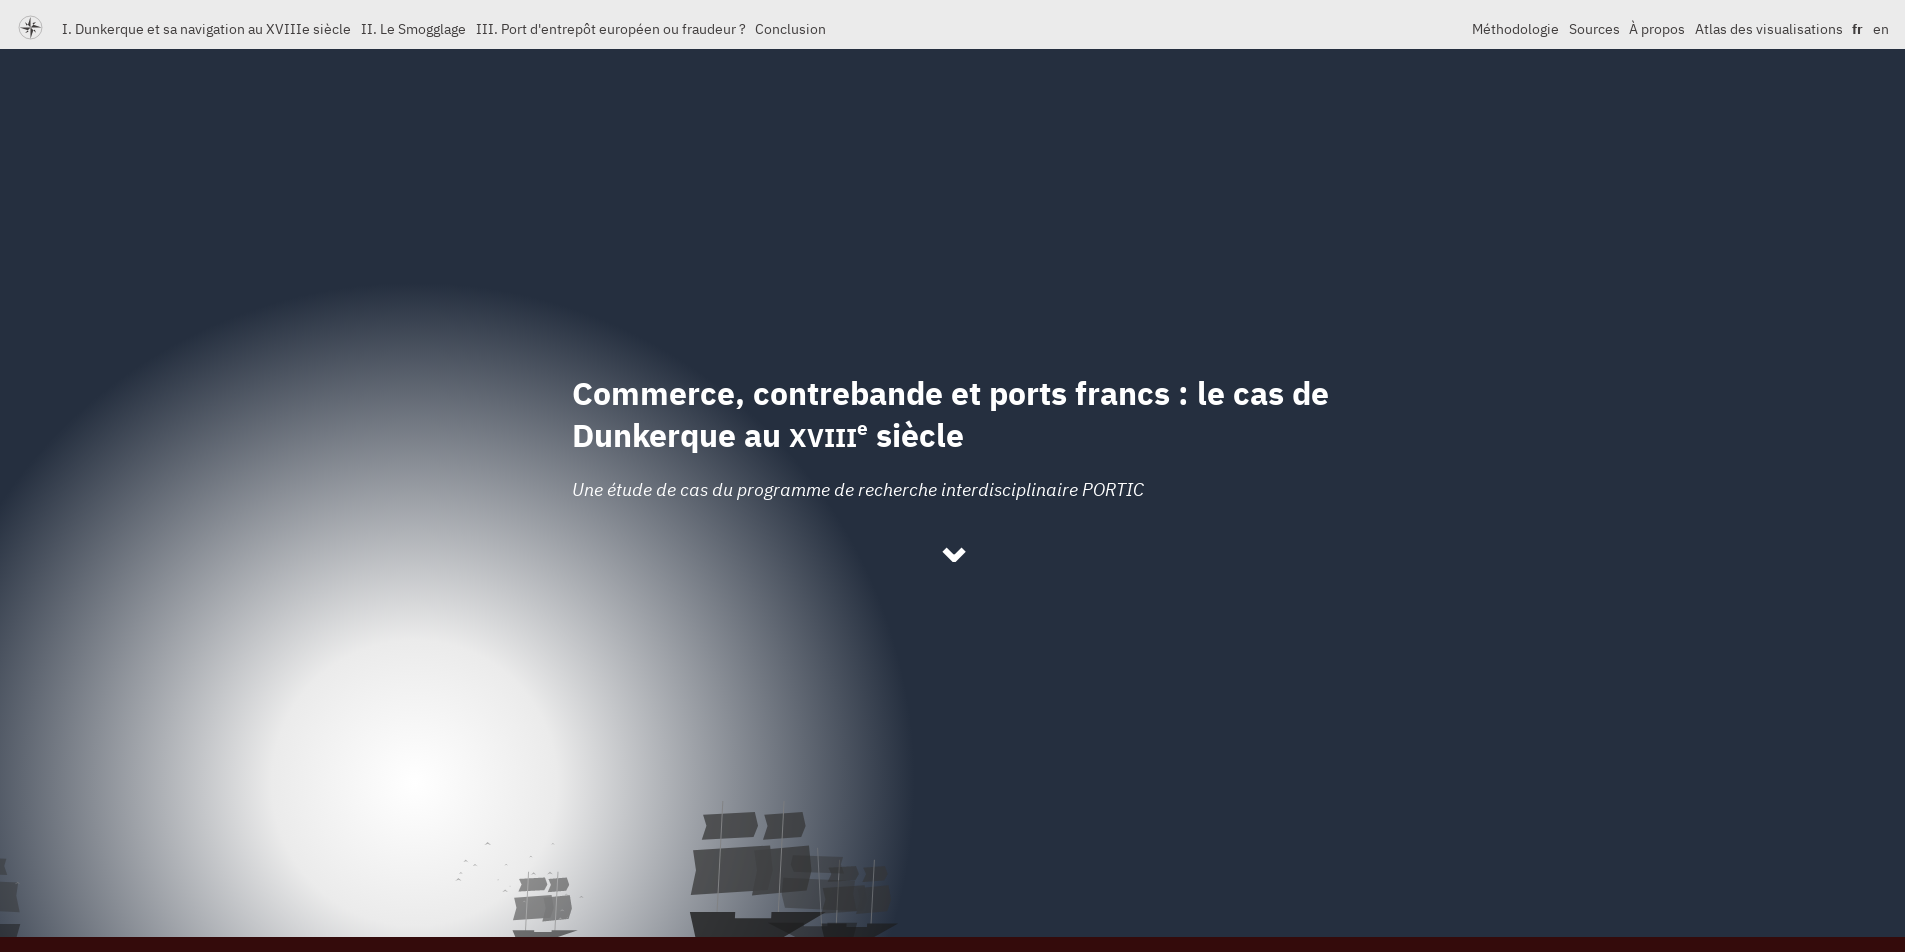 I. Dunkerque et sa navigation au XVIIIe siècle II. Le Smogglage III. Port d'entrepôt européen ou fraudeur ? Conclusion Méthodologie Sources À propos Atlas des visualisations fr en
Commerce, contrebande et ports francs : le cas de
Dunkerque au XVIIIe siècle
Une étude de cas du programme de recherche interdisciplinaire PORTIC